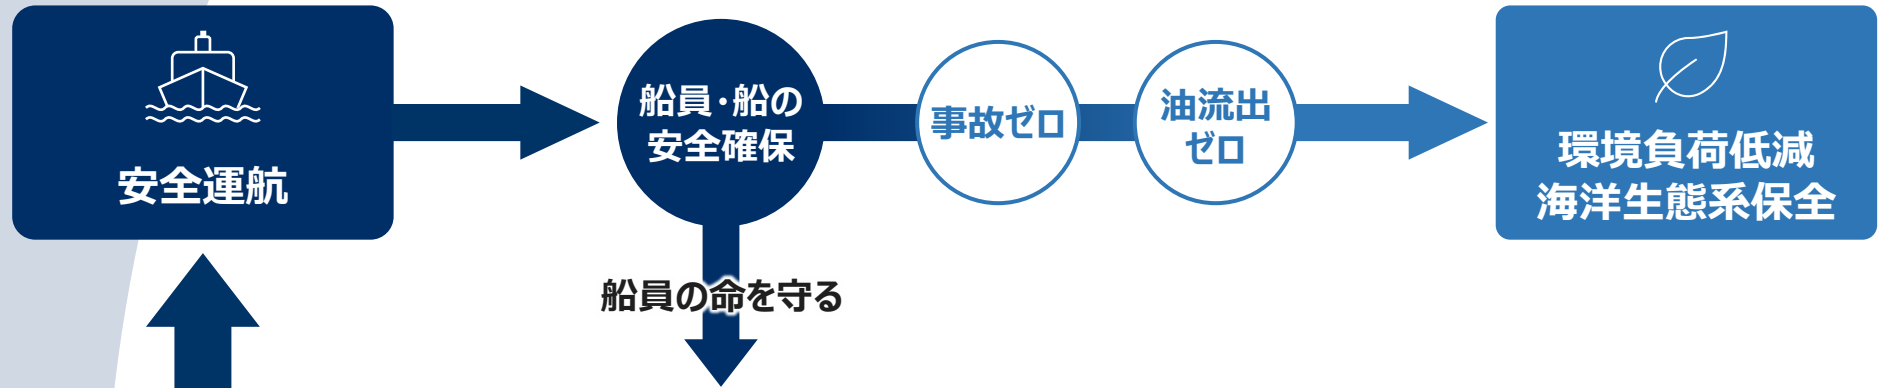 安全運航
船員・船の
安全確保
事故ゼロ
油流出
ゼロ
環境負荷低減
海洋生態系保全
船員の命を守る